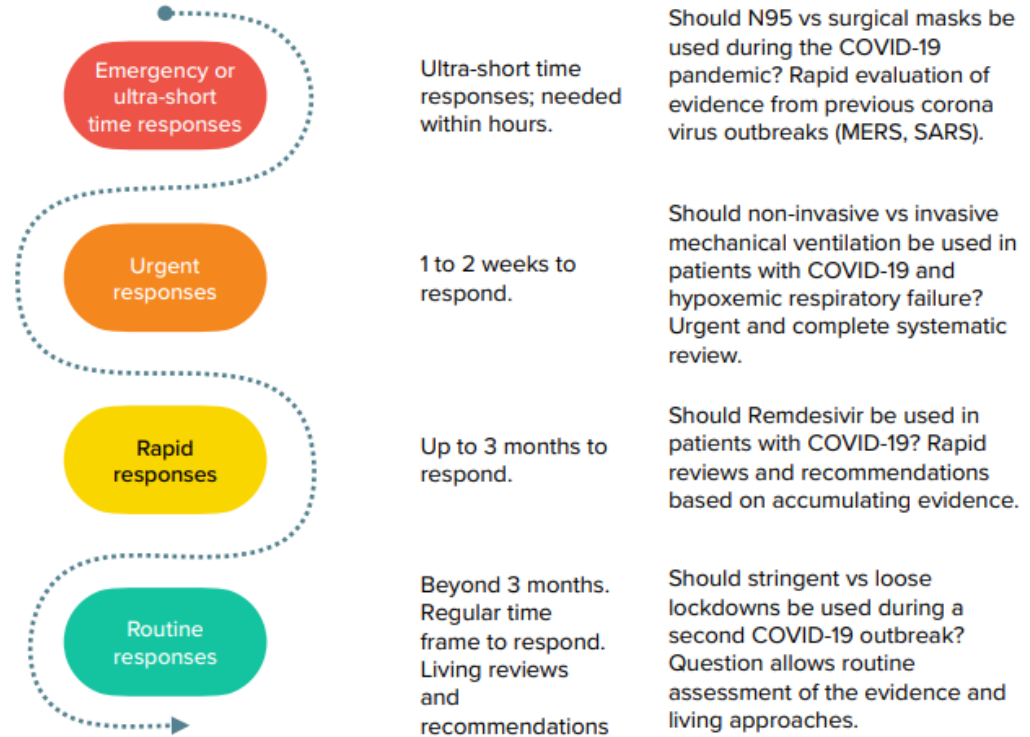 Emergency or
ultra-short
time responses
Ultra-short time
responses; needed
within hours.
Should N95 vs surgical masks be
used during the COVID-19
pandemic? Rapid evaluation of
evidence from previous corona
virus outbreaks (MERS, SARS).
Urgent
responses
1 to 2 weeks to
respond.
Should non-invasive vs invasive
mechanical ventilation be used in
patients with COVID-19 and
hypoxemic respiratory failure?
Urgent and complete systematic
review.
Rapid
responses
Up to 3 months to
respond.
Should Remdesivir be used in
patients with COVID-19? Rapid
reviews and recommendations
based on accumulating evidence.
Routine
responses
Beyond 3 months.
Regular time
frame to respond.
Living reviews
and
recommendations
Should stringent vs loose
lockdowns be used during a
second COVID-19 outbreak?
Question allows routine
assessment of the evidence and
living approaches.